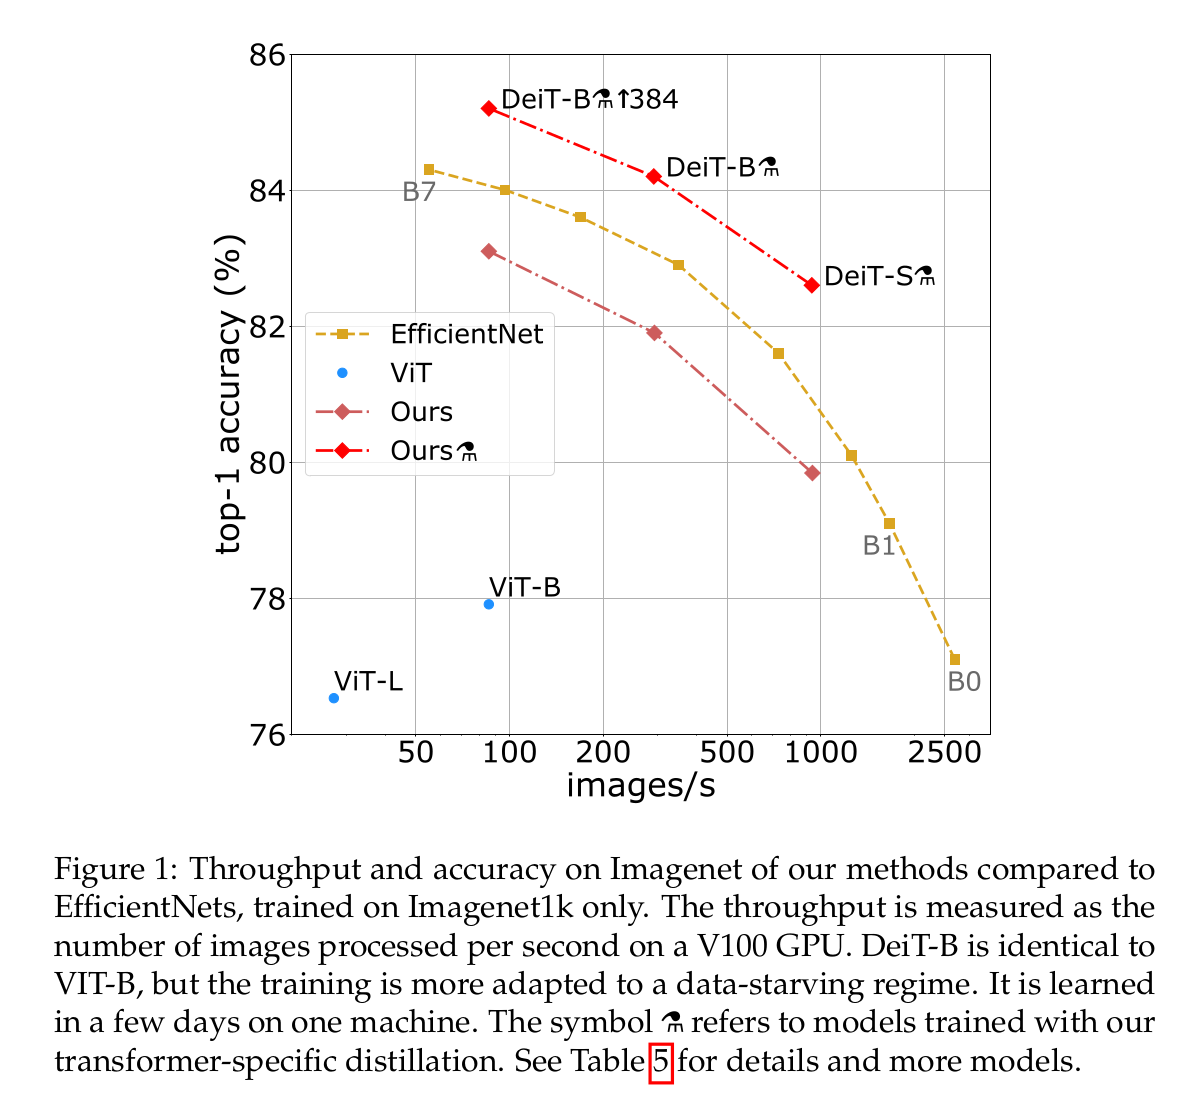 86
84
82
80
78
76
top-1 accuracy (%)
DeiT-B⚗↑384
DeiT-B⚗
B7
DeiT-S⚗
EfficientNet
ViT
Ours
Ours⚗
B1
ViT-B
ViT-L
B0
50 100 200 500 1000 2500
images/s
Figure 1: Throughput and accuracy on Imagenet of our methods compared to
EfficientNets, trained on Imagenet1k only. The throughput is measured as the
number of images processed per second on a V100 GPU. DeiT-B is identical to
VIT-B, but the training is more adapted to a data-starving regime. It is learned
in a few days on one machine. The symbol ⚗ refers to models trained with our
transformer-specific distillation. See Table 5 for details and more models.